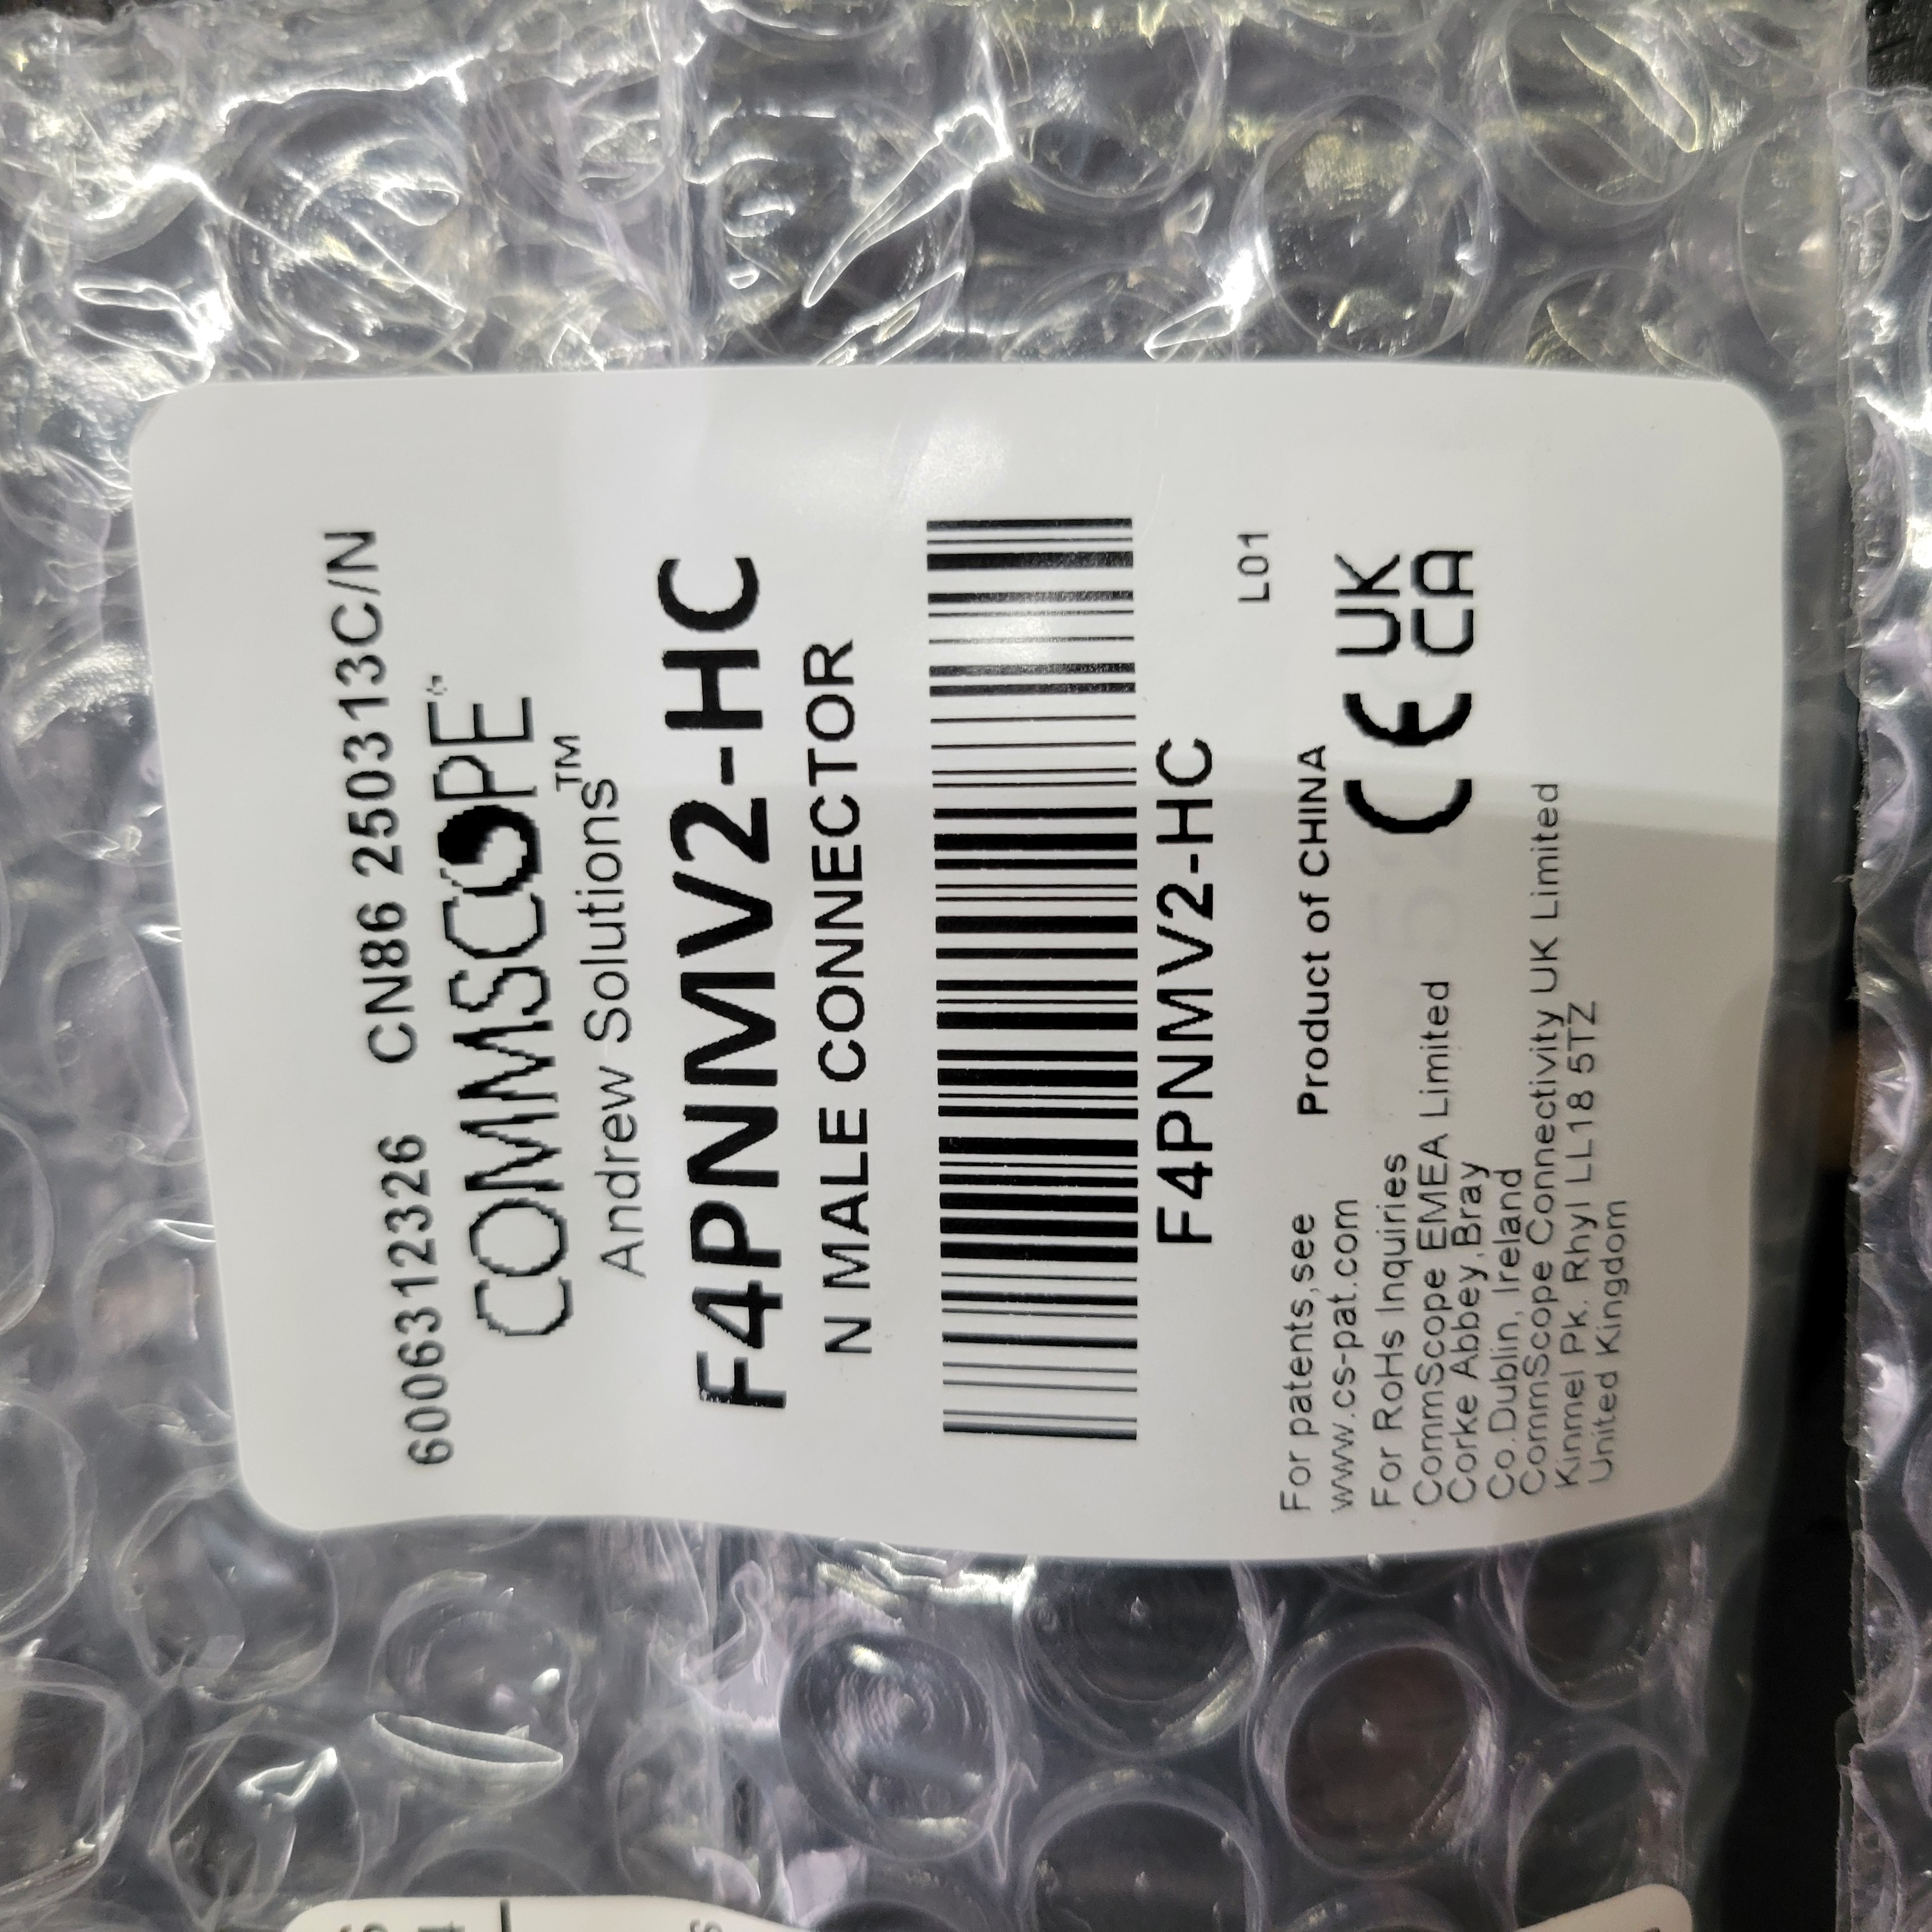 6006312326 CN86 250313C/N
COMMSCOPE
Andrew Solutions™
F4PNMV2-HC
N MALE CONNECTOR
F4PNMV2-HC
L01
For patents,see
www.cs-pat.com
Product of CHINA
For RoHs Inquiries
CommScope EMEA Limited
Corke Abbey,Bray
Co.Dublin, Ireland
CommScope Connectivity UK Limited
Kinmel Pk. Rhyl LL18 5TZ
United Kingdom
CE UK
CA